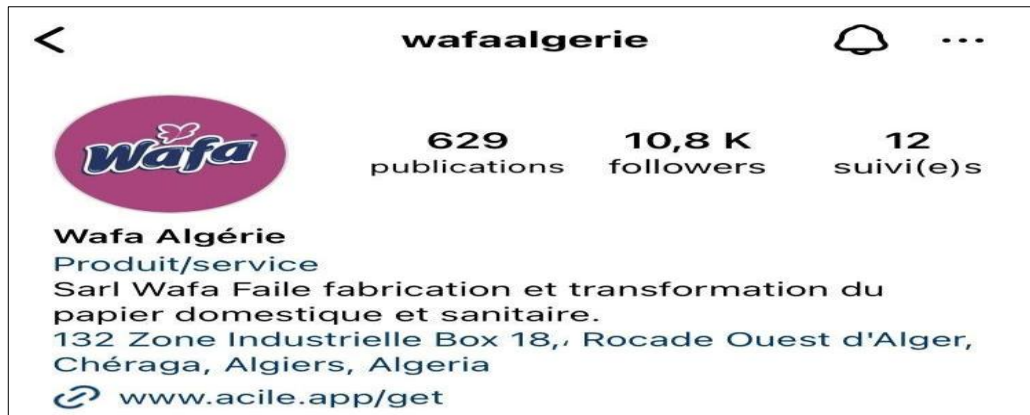 wafaalgerie
Wafa
629
publications
10,8 K
followers
12
suivi(e)s
Wafa Algérie
Produit/service
Sarl Wafa Faile fabrication et transformation du
papier domestique et sanitaire.
132 Zone Industrielle Box 18,, Rocade Ouest d'Alger,
Chéraga, Algiers, Algeria
www.acile.app/get